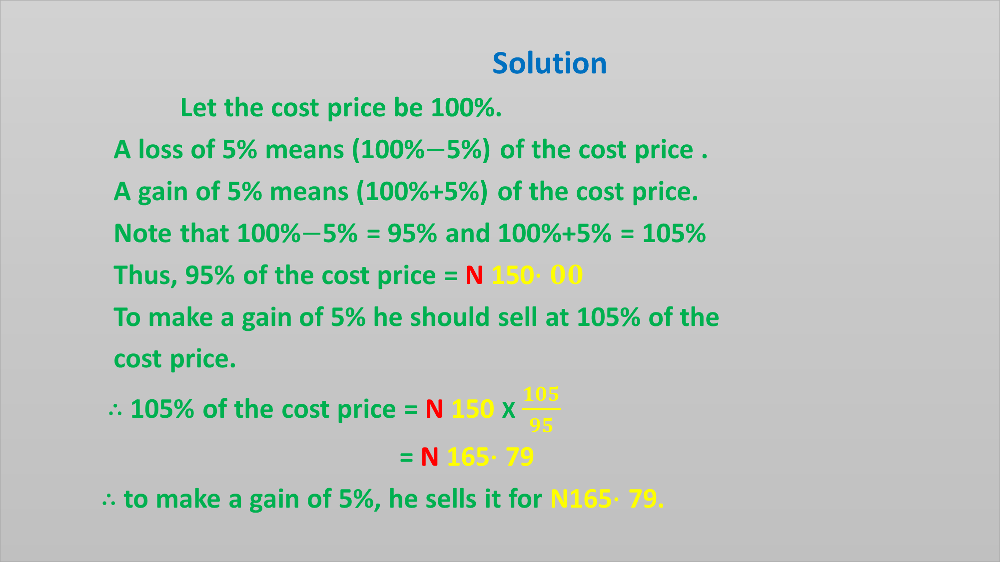 Solution
Let the cost price be 100%.
A loss of 5% means (100%−5%) of the cost price .
A gain of 5% means (100%+5%) of the cost price.
Note that 100%−5% = 95% and 100%+5% = 105%
Thus, 95% of the cost price = N 150· 00
To make a gain of 5% he should sell at 105% of the
cost price.
∴ 105% of the cost price = N 150 X 105/95
= N 165· 79
∴ to make a gain of 5%, he sells it for N165· 79.